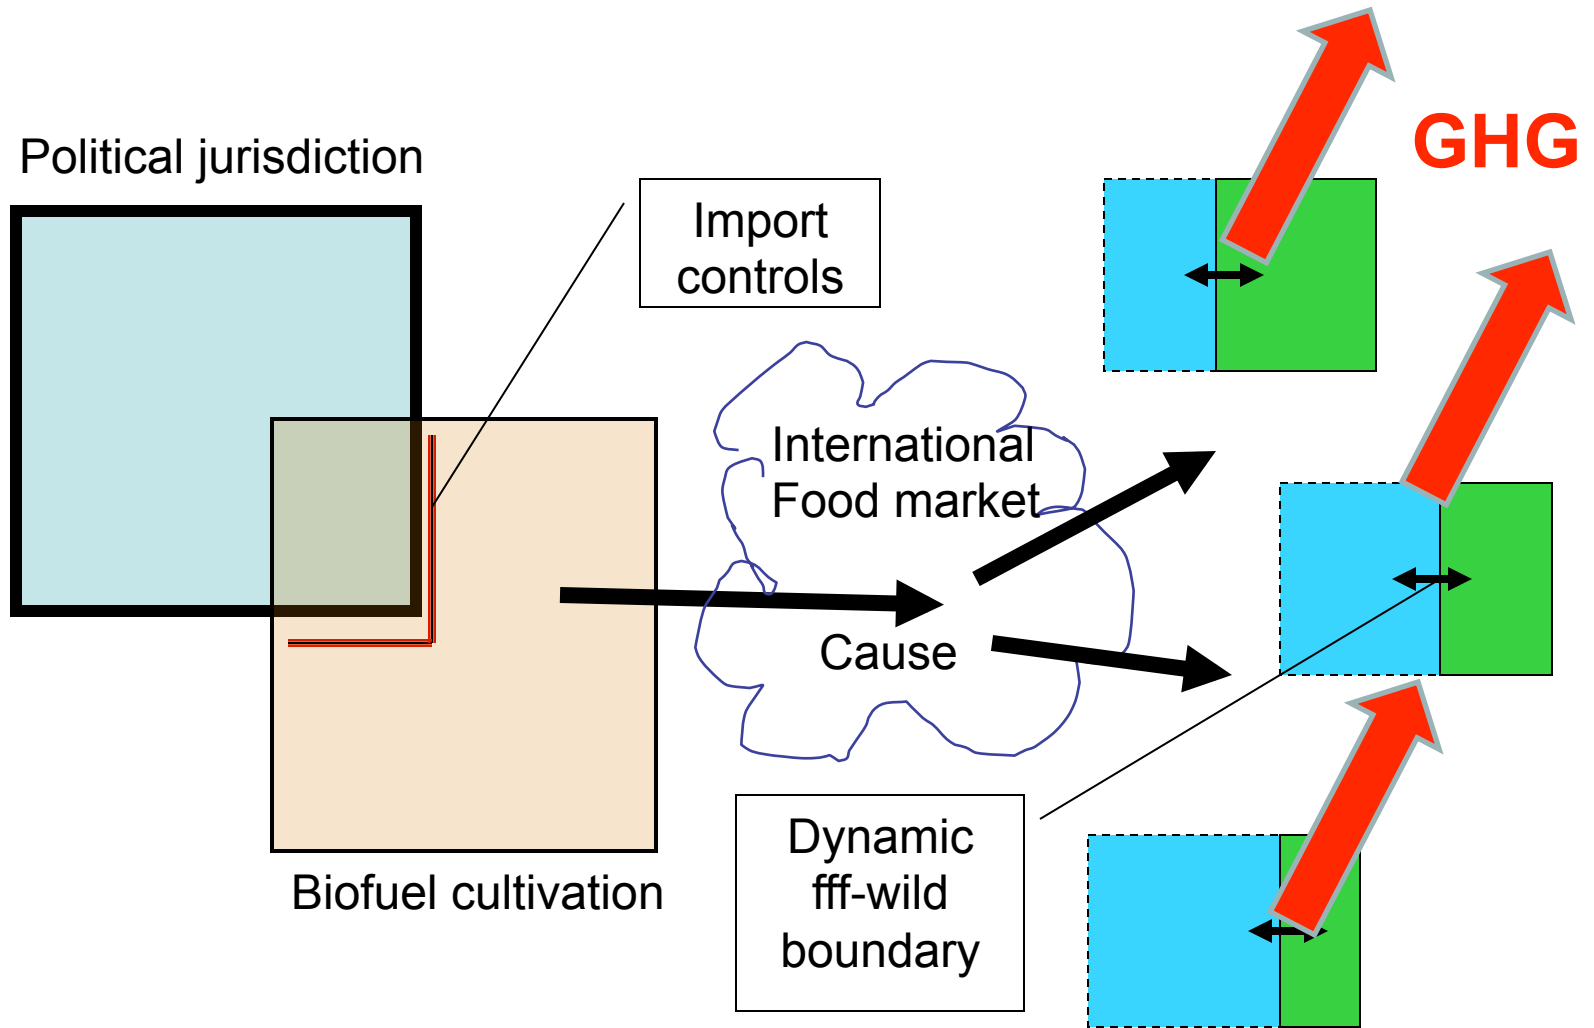 GHG
Political jurisdiction
Import
controls
International
Food market
Cause
Dynamic
fff-wild
boundary
Biofuel cultivation